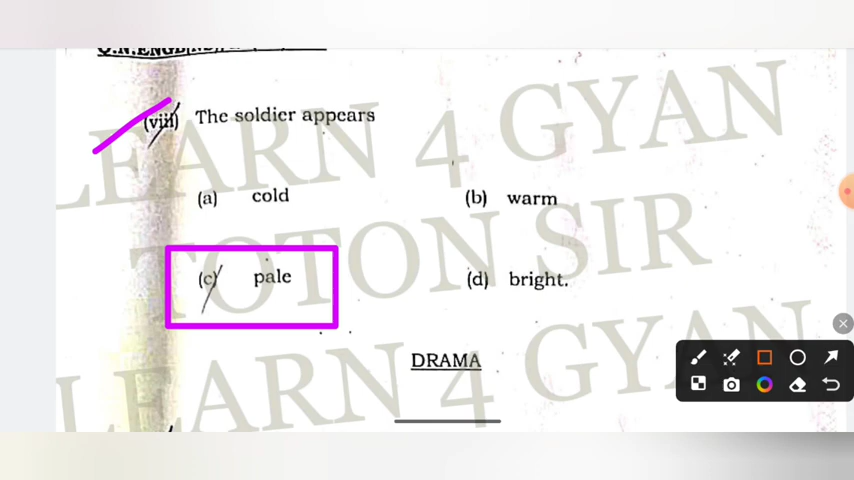 (viii) The soldier appears
(a) cold (b) warm
(c) pale (d) bright.
DRAMA
LEARN 4 GYAN
TOTON SIR
LEARN 4 GYAN